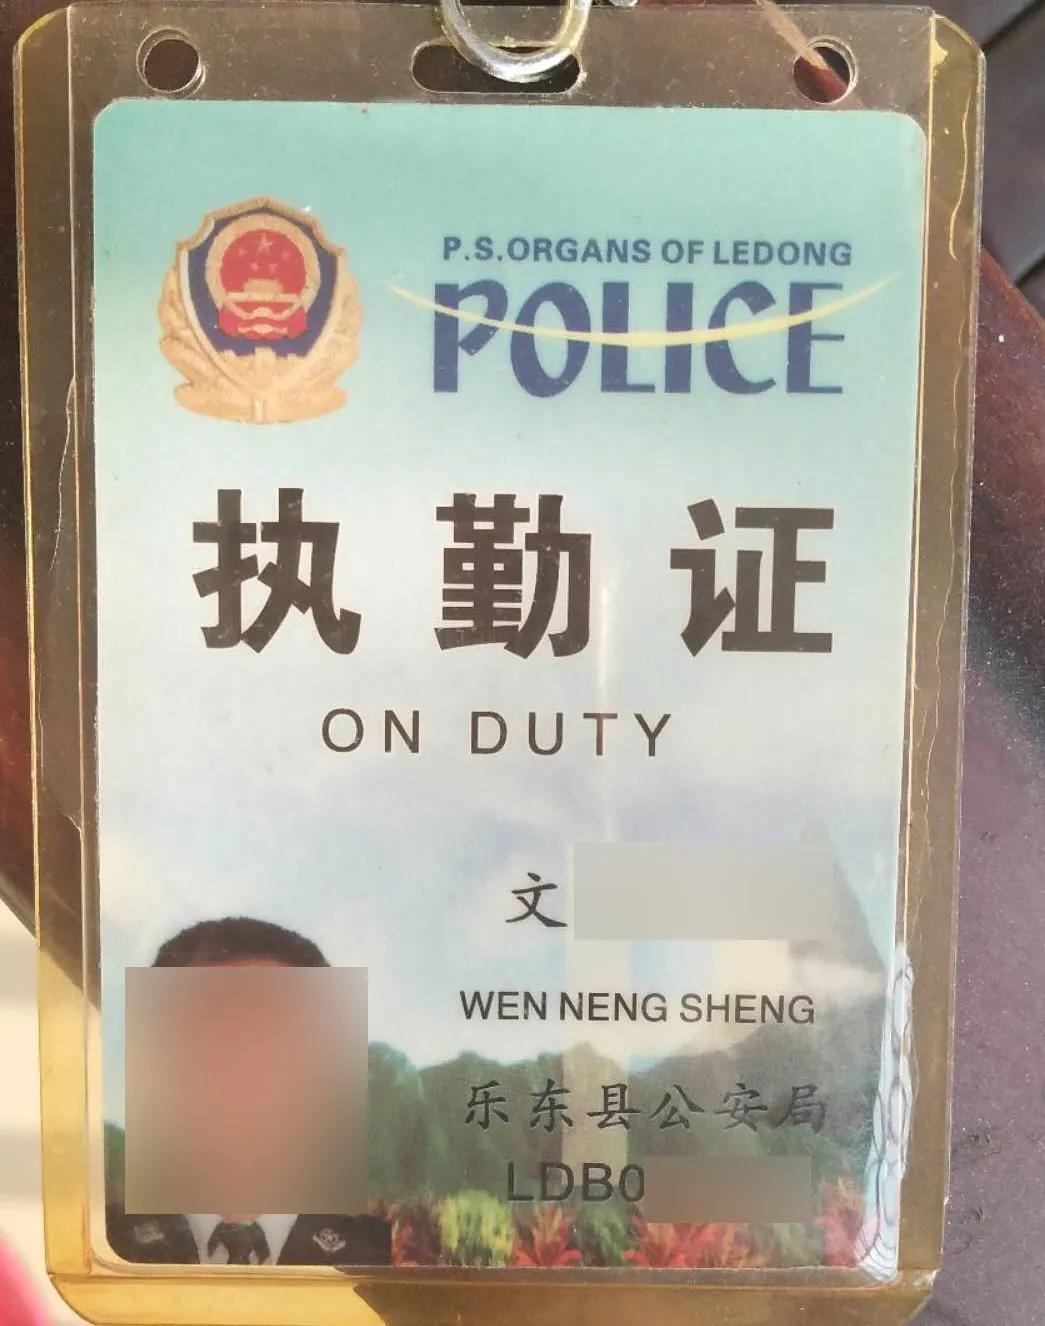 P.S.ORGANS OF LEDONG
POLICE
执勤证
ON DUTY
文
WEN NENG SHENG
乐东县公安局
LDB0